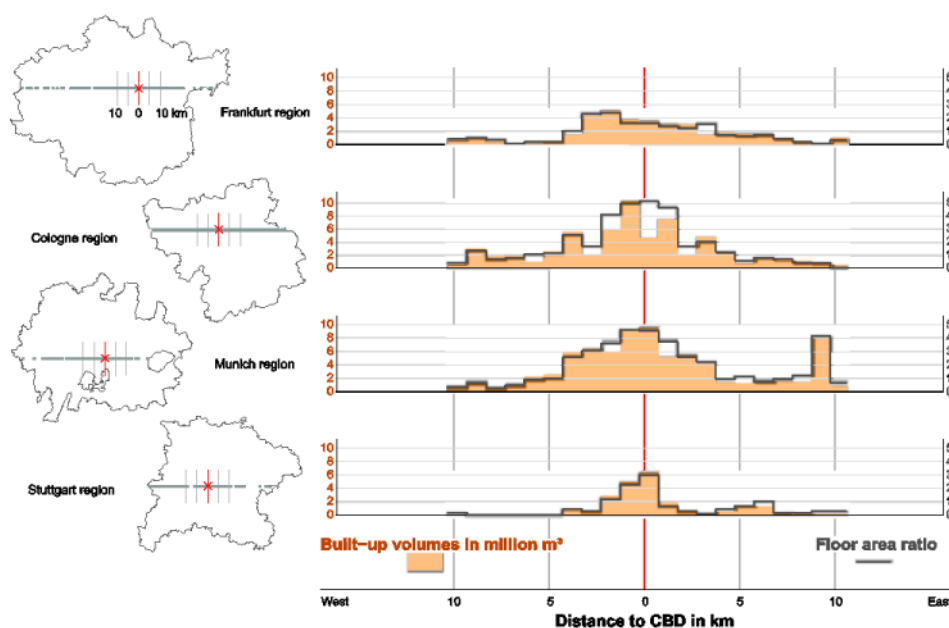 10 0 10 km
Frankfurt region
Cologne region
Munich region
Stuttgart region
10
8
6
4
2
0
10
8
6
4
2
0
10
8
6
4
2
0
10
8
6
4
2
0
Built-up volumes in million m³
Floor area ratio
West 10 5 0 5 10 East
Distance to CBD in km